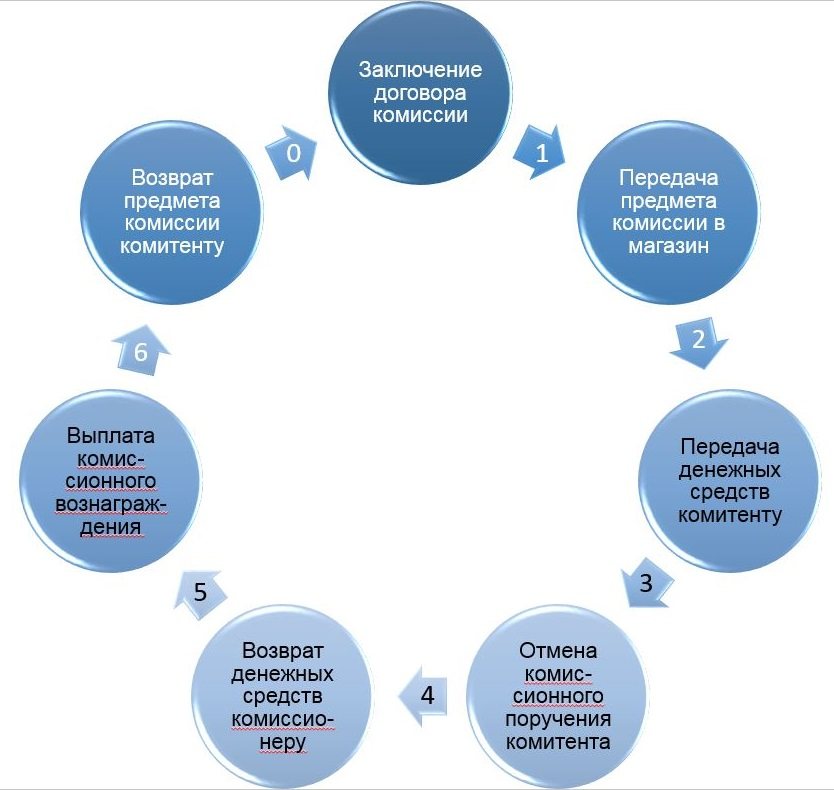 Заключение
договора
комиссии
1
Передача
предмета
комиссии в
магазин
2
Передача
денежных
средств
комитенту
3
Отмена
комис-
сионного
поручения
комитента
4
Возврат
денежных
средств
комиссио-
неру
5
Выплата
комис-
сионного
вознаграж-
дения
6
Возврат
предмета
комиссии
комитенту
0